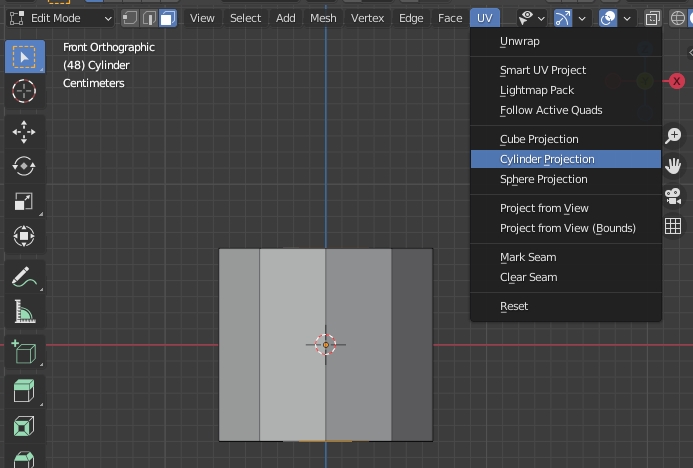 Edit Mode View Select Add Mesh Vertex Edge Face UV
Front Orthographic
(48) Cylinder
Centimeters
Unwrap
Smart UV Project
Lightmap Pack
Follow Active Quads
Cube Projection
Cylinder Projection
Sphere Projection
Project from View
Project from View (Bounds)
Mark Seam
Clear Seam
Reset
X